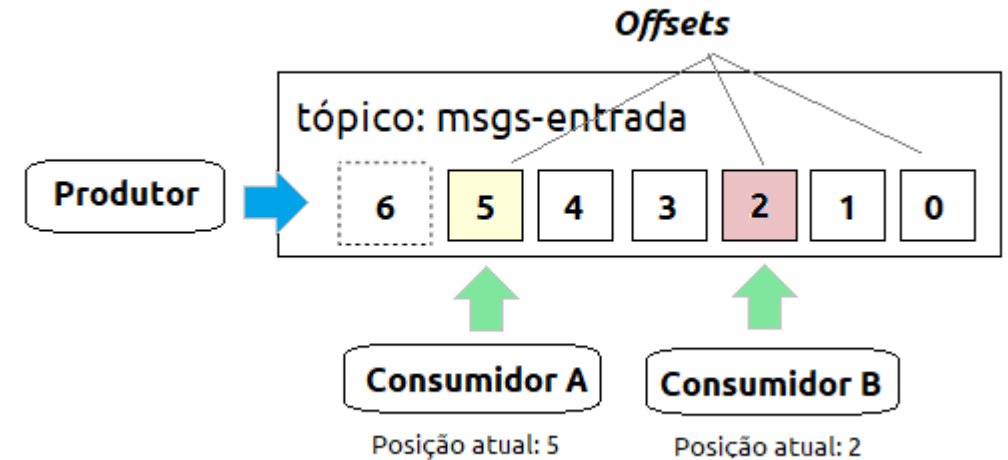 Offsets
tópico: msgs-entrada
Produtor
6 5 4 3 2 1 0
Consumidor A
Consumidor B
Posição atual: 5
Posição atual: 2